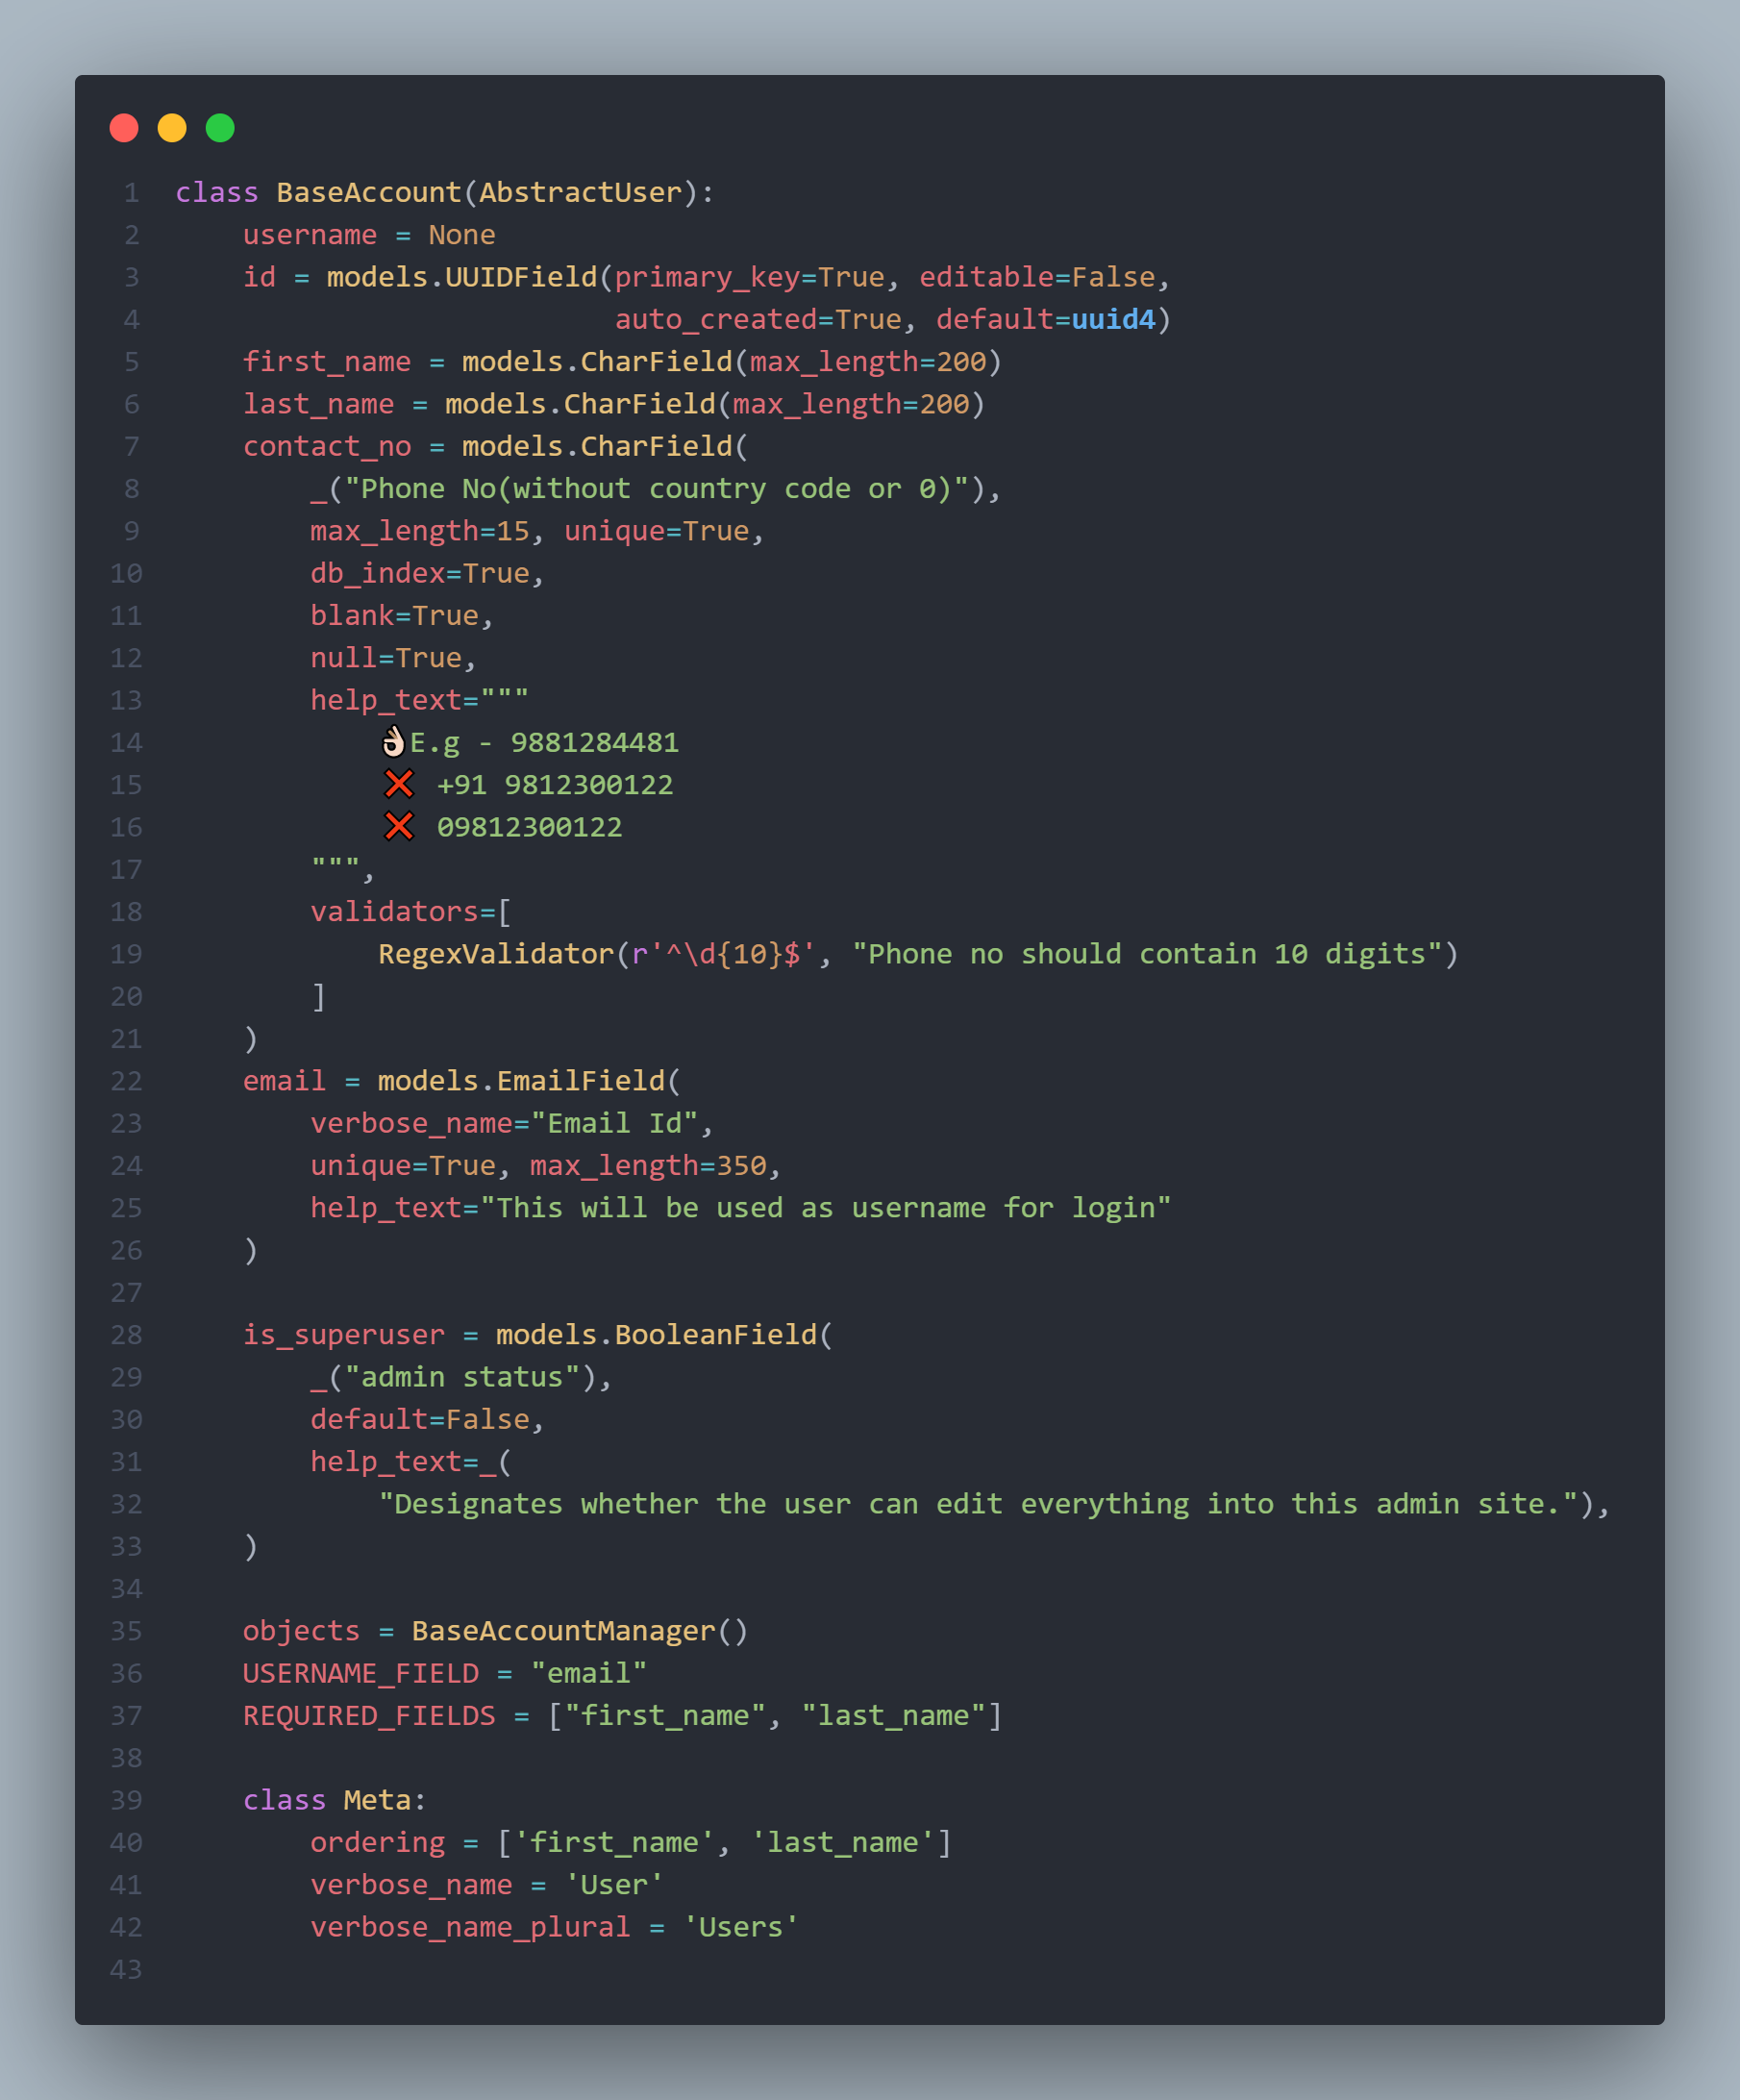 1 class BaseAccount(AbstractUser):
2     username = None
3     id = models.UUIDField(primary_key=True, editable=False,
4                           auto_created=True, default=uuid4)
5     first_name = models.CharField(max_length=200)
6     last_name = models.CharField(max_length=200)
7     contact_no = models.CharField(
8         _("Phone No(without country code or 0)"),
9         max_length=15, unique=True,
10         db_index=True,
11         blank=True,
12         null=True,
13         help_text="""
14             👌🏻E.g - 9881284481
15             ❌ +91 9812300122
16             ❌ 09812300122
17         """,
18         validators=[
19             RegexValidator(r'^\d{10}$', "Phone no should contain 10 digits")
20         ]
21     )
22     email = models.EmailField(
23         verbose_name="Email Id",
24         unique=True, max_length=350,
25         help_text="This will be used as username for login"
26     )
27
28     is_superuser = models.BooleanField(
29         _("admin status"),
30         default=False,
31         help_text=_(
32             "Designates whether the user can edit everything into this admin site."),
33     )
34
35     objects = BaseAccountManager()
36     USERNAME_FIELD = "email"
37     REQUIRED_FIELDS = ["first_name", "last_name"]
38
39     class Meta:
40         ordering = ['first_name', 'last_name']
41         verbose_name = 'User'
42         verbose_name_plural = 'Users'
43